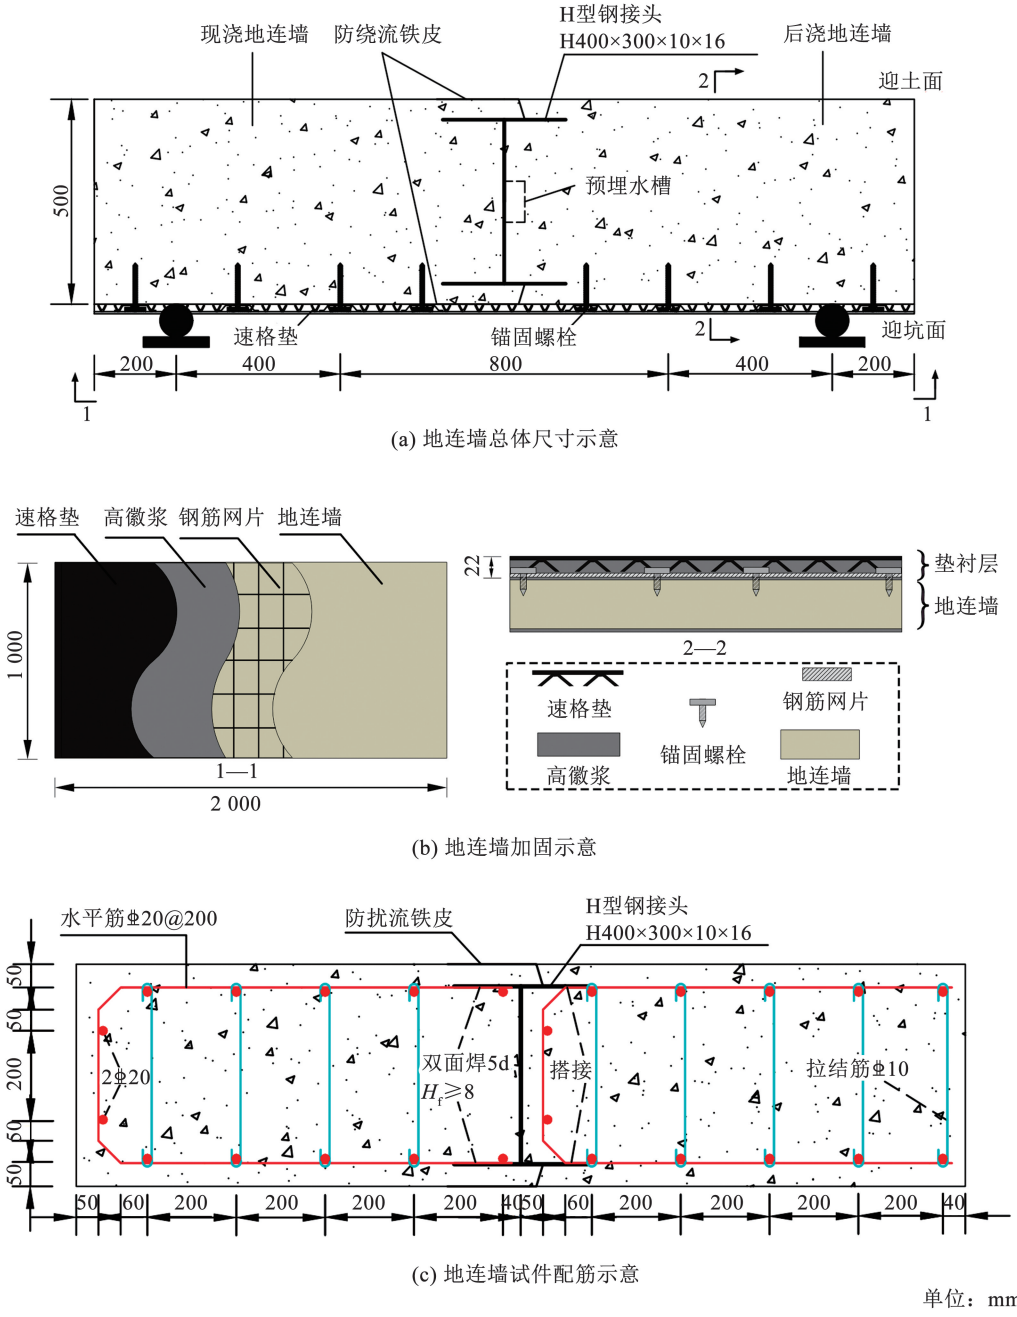 现浇地连墙
防绕流铁皮
H型钢接头
H400×300×10×16
后浇地连墙
2
迎土面
500
预埋水槽
速格垫
锚固螺栓
2
迎坑面
200
400
800
400
200
1
1
(a) 地连墙总体尺寸示意
速格垫
高徽浆
钢筋网片
地连墙
1 000
1—1
2 000
22
垫衬层
地连墙
2—2
速格垫
锚固螺栓
钢筋网片
高徽浆
地连墙
(b) 地连墙加固示意
水平筋⌽20@200
防扰流铁皮
H型钢接头
H400×300×10×16
50
50
200
50
50
2⌽20
双面焊5d
Hf≥8
搭接
拉结筋⌽10
50
60
200
200
200
200
40
50
60
200
200
200
200
40
(c) 地连墙试件配筋示意
单位：mm